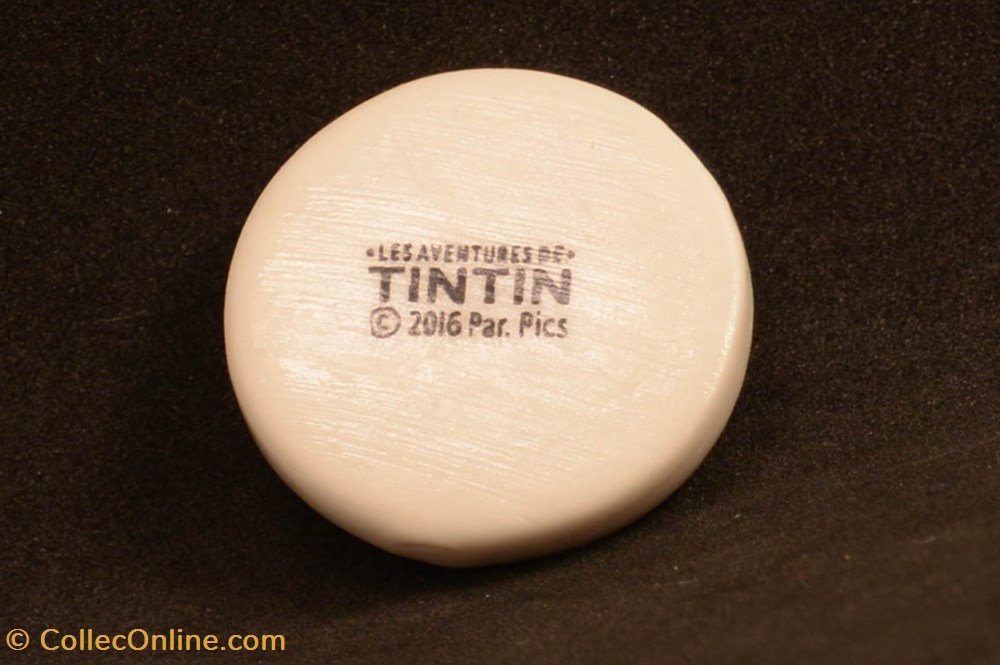 •LES AVENTURES DE•
TINTIN
© 2016 Par. Pics
© CollecOnline.com